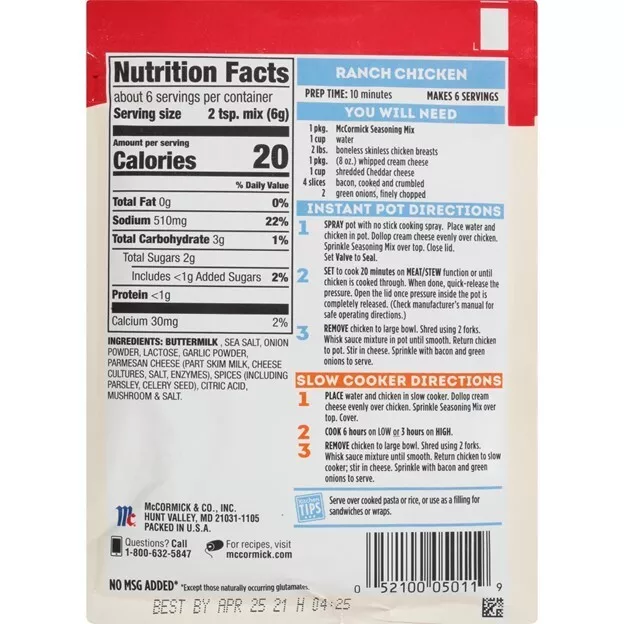 Nutrition Facts
about 6 servings per container
Serving size 2 tsp. mix (6g)
Amount per serving
Calories 20
% Daily Value
Total Fat 0g 0%
Sodium 510mg 22%
Total Carbohydrate 3g 1%
Total Sugars 2g
Includes <1g Added Sugars 2%
Protein <1g
Calcium 30mg 2%
INGREDIENTS: BUTTERMILK , SEA SALT, ONION
POWDER, LACTOSE, GARLIC POWDER,
PARMESAN CHEESE (PART SKIM MILK, CHEESE
CULTURES, SALT, ENZYMES), SPICES (INCLUDING
PARSLEY, CELERY SEED), CITRIC ACID,
MUSHROOM & SALT.
Mc McCORMICK & CO., INC.
HUNT VALLEY, MD 21031-1105
PACKED IN U.S.A.
Questions? Call
1-800-632-5847
For recipes, visit
mccormick.com
NO MSG ADDED* *Except those naturally occurring glutamates.
BEST BY APR 25 21 H 04:25
RANCH CHICKEN
PREP TIME: 10 minutes MAKES 6 SERVINGS
YOU WILL NEED
1 pkg. McCormick Seasoning Mix
1 cup water
2 lbs. boneless skinless chicken breasts
1 pkg. (8 oz.) whipped cream cheese
1 cup shredded Cheddar cheese
4 slices bacon, cooked and crumbled
2 green onions, finely chopped
INSTANT POT DIRECTIONS
1 SPRAY pot with no stick cooking spray. Place water and
chicken in pot. Dollop cream cheese evenly over chicken.
Sprinkle Seasoning Mix over top. Close lid.
Set Valve to Seal.
2 SET to cook 20 minutes on MEAT/STEW function or until
chicken is cooked through. When done, quick-release the
pressure. Open the lid once pressure inside the pot is
completely released. (Check manufacturer's manual for
safe operating directions.)
3 REMOVE chicken to large bowl. Shred using 2 forks.
Whisk sauce mixture in pot until smooth. Return chicken
to pot. Stir in cheese. Sprinkle with bacon and green
onions to serve.
SLOW COOKER DIRECTIONS
1 PLACE water and chicken in slow cooker. Dollop cream
cheese evenly over chicken. Sprinkle Seasoning Mix over
top. Cover.
2 COOK 6 hours on LOW or 3 hours on HIGH.
3 REMOVE chicken to large bowl. Shred using 2 forks.
Whisk sauce mixture until smooth. Return chicken to slow
cooker; stir in cheese. Sprinkle with bacon and green
onions to serve.
KITCHEN
TIPS
Serve over cooked pasta or rice, or use as a filling for
sandwiches or wraps.
0 52100 05011 9